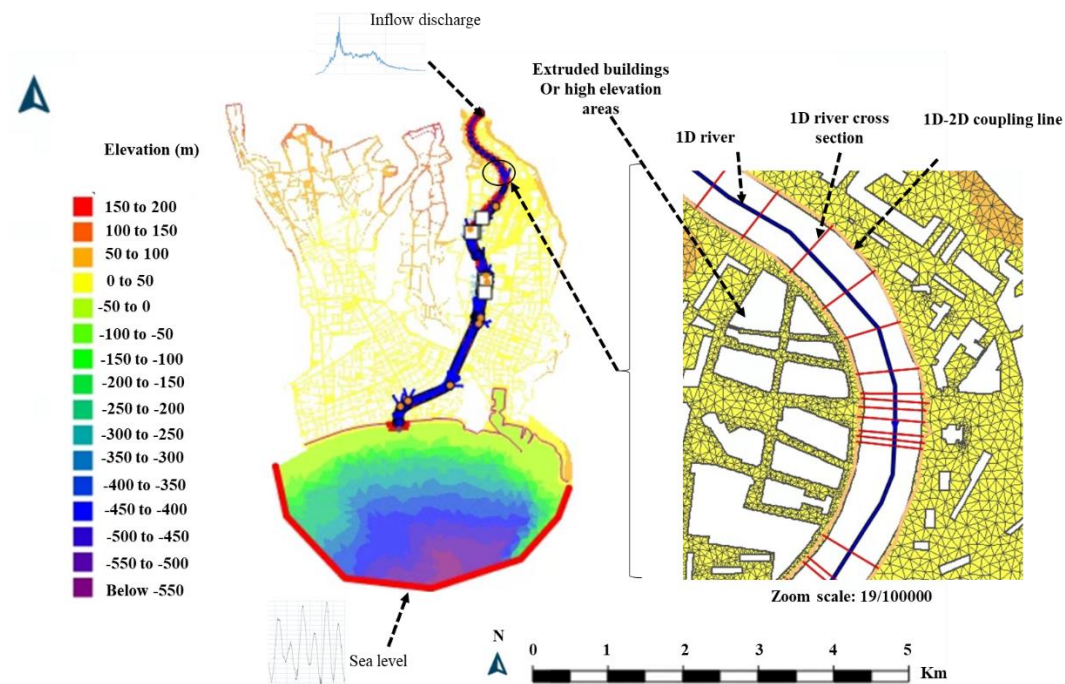 Inflow discharge
Extruded buildings
Or high elevation
areas
1D river
1D river cross
section
1D-2D coupling line
Elevation (m)
150 to 200
100 to 150
50 to 100
0 to 50
-50 to 0
-100 to -50
-150 to -100
-200 to -150
-250 to -200
-300 to -250
-350 to -300
-400 to -350
-450 to -400
-500 to -450
-550 to -500
Below -550
Zoom scale: 19/100000
Sea level
N
0 1 2 3 4 5
Km